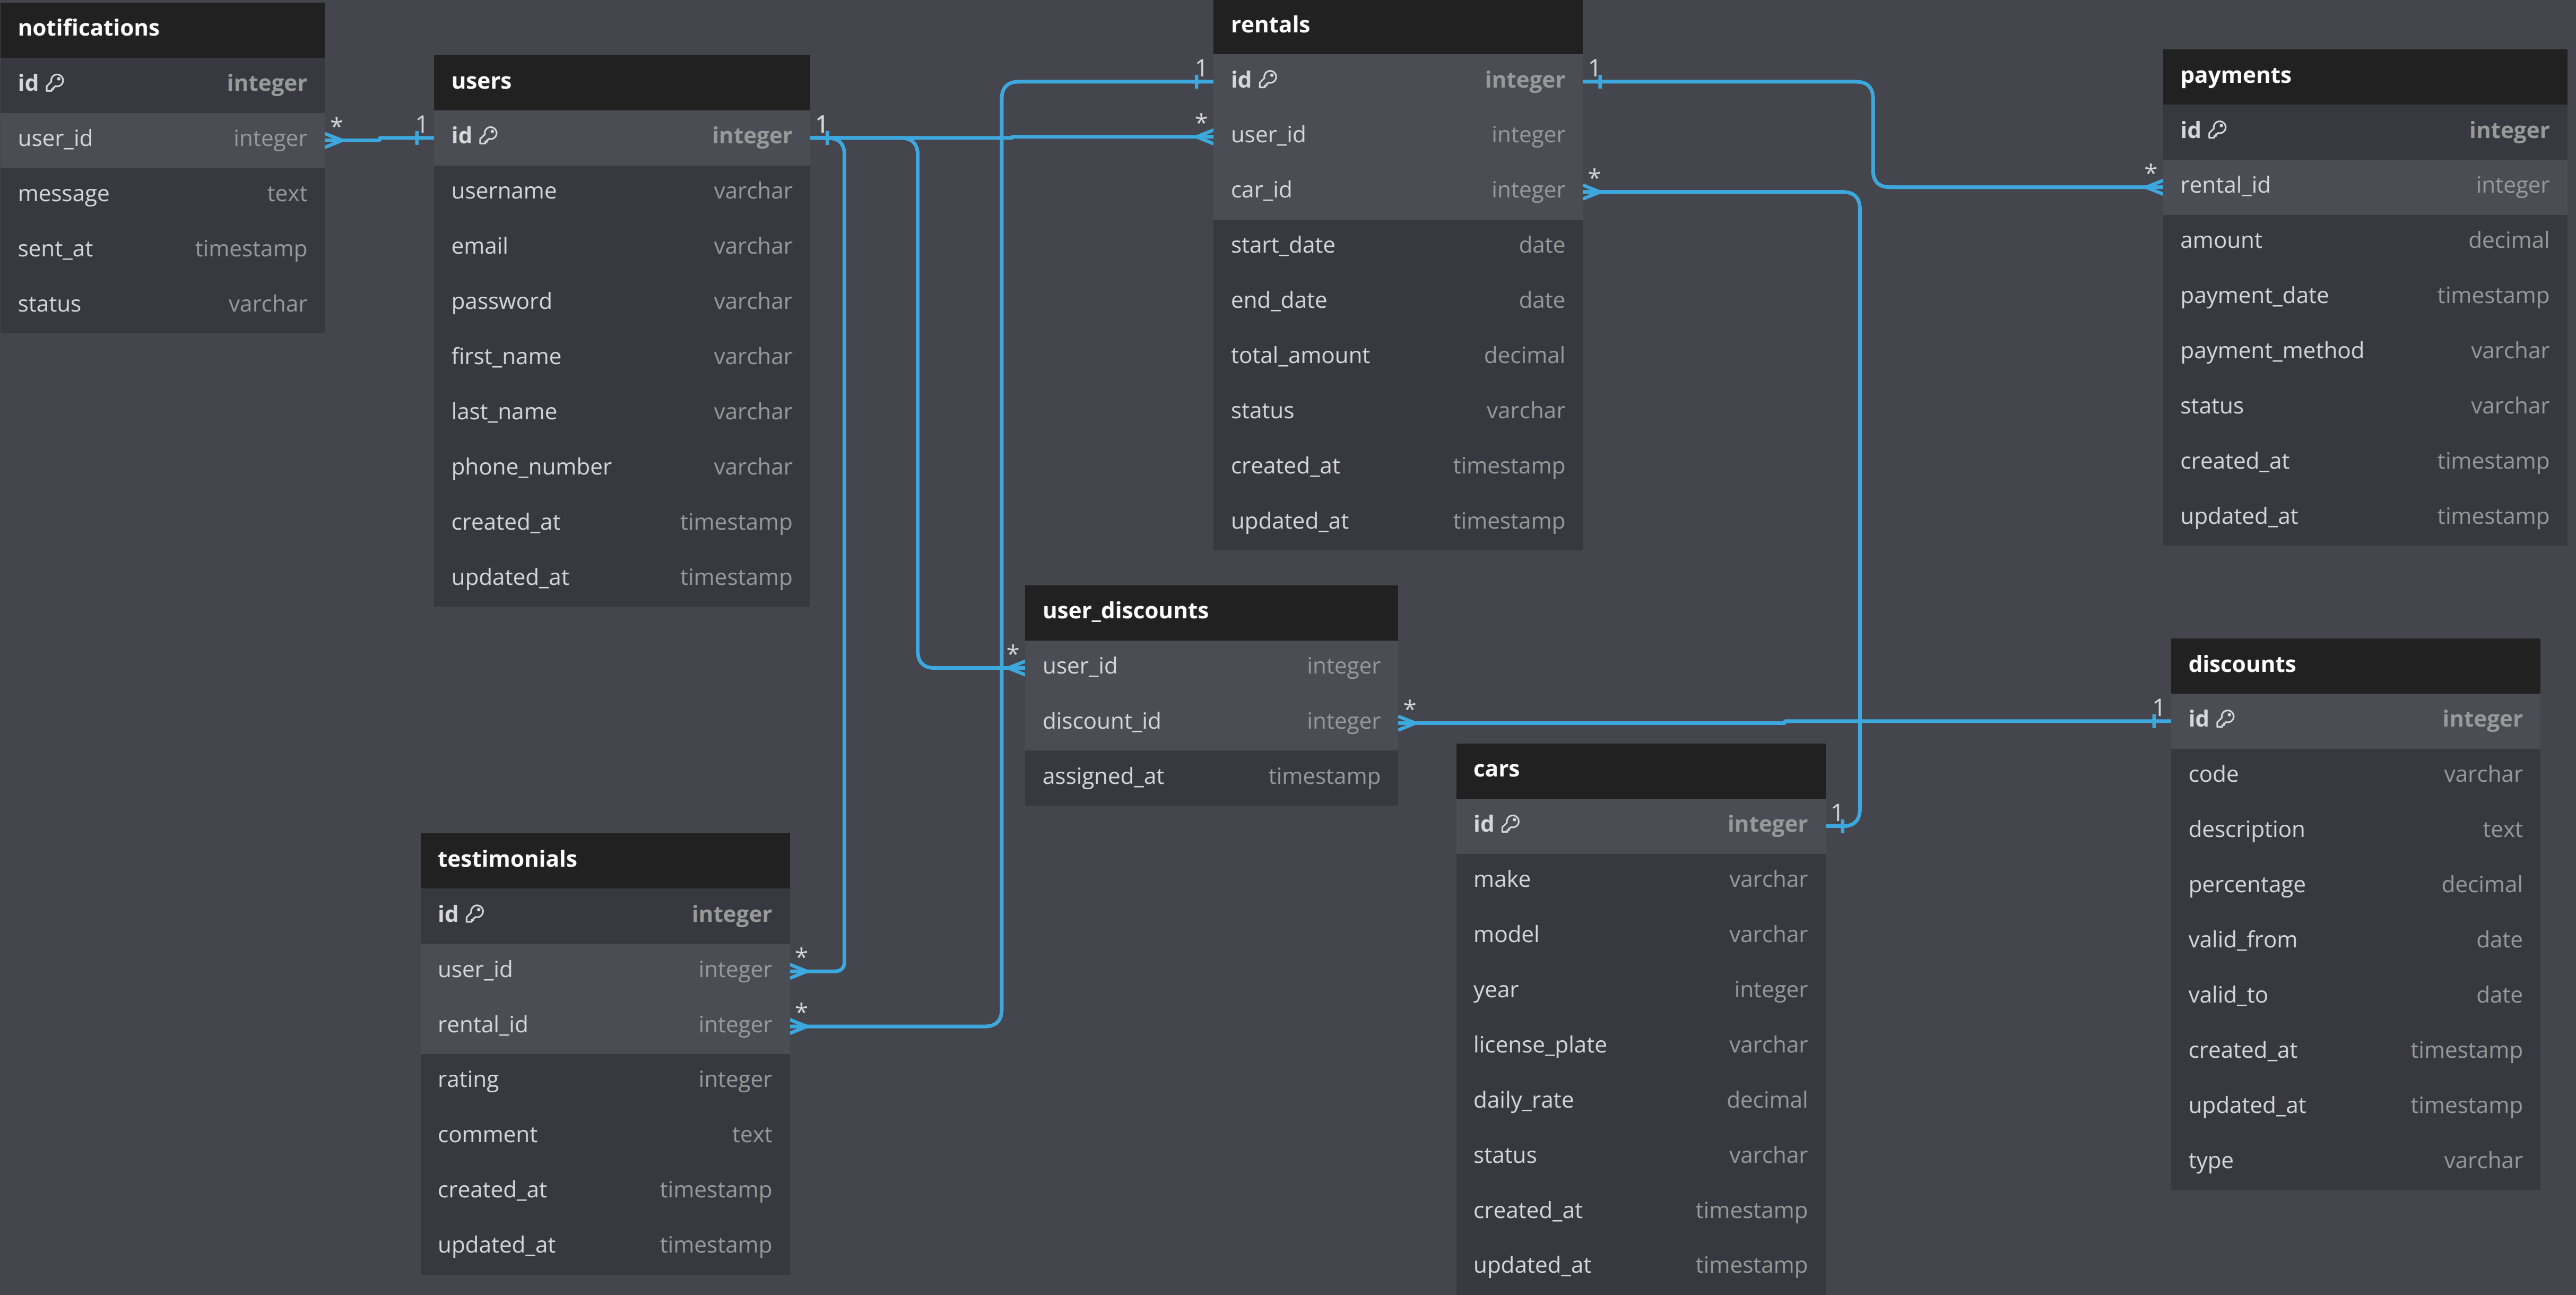 notifications
id integer
user_id integer
message text
sent_at timestamp
status varchar
* 1
users
id integer
username varchar
email varchar
password varchar
first_name varchar
last_name varchar
phone_number varchar
created_at timestamp
updated_at timestamp
1
1
*
rentals
id integer
user_id integer
car_id integer
start_date date
end_date date
total_amount decimal
status varchar
created_at timestamp
updated_at timestamp
1
*
*
payments
id integer
rental_id integer
amount decimal
payment_date timestamp
payment_method varchar
status varchar
created_at timestamp
updated_at timestamp
user_discounts
*
user_id integer
discount_id integer
assigned_at timestamp
* 1
discounts
id integer
code varchar
description text
percentage decimal
valid_from date
valid_to date
created_at timestamp
updated_at timestamp
type varchar
testimonials
id integer
user_id integer
rental_id integer
rating integer
comment text
created_at timestamp
updated_at timestamp
*
*
cars
id integer
make varchar
model varchar
year integer
license_plate varchar
daily_rate decimal
status varchar
created_at timestamp
updated_at timestamp
1